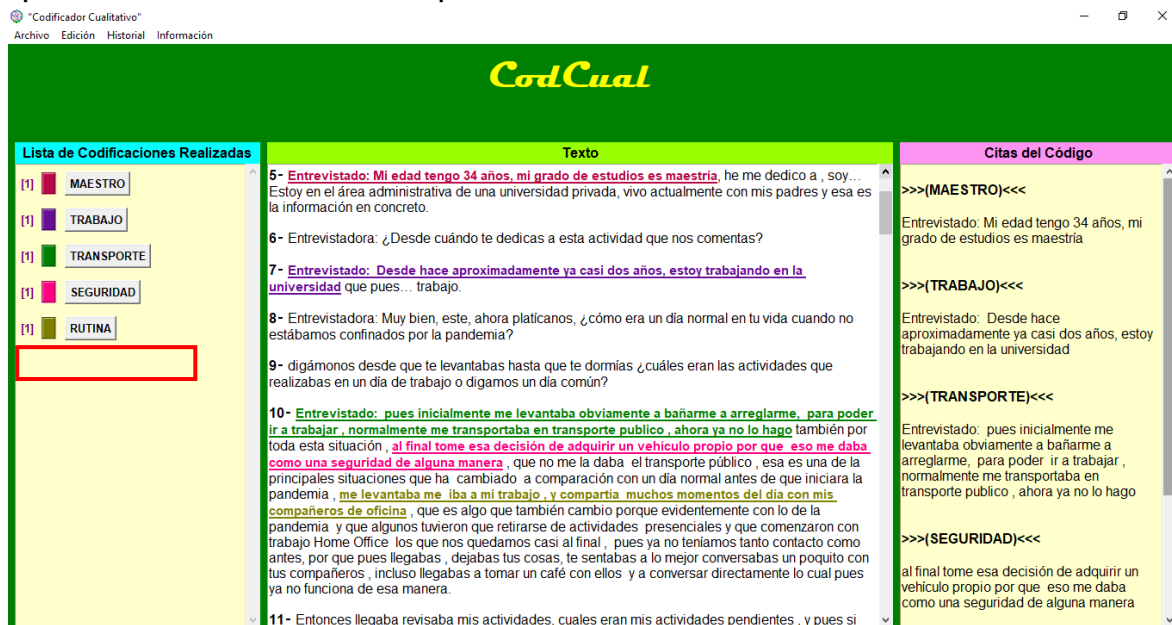 "Codificador Cualitativo"
Archivo Edición Historial Información
CodCual
Lista de Codificaciones Realizadas
[1] MAESTRO
[1] TRABAJO
[1] TRANSPORTE
[1] SEGURIDAD
[1] RUTINA
Texto
5- Entrevistado: Mi edad tengo 34 años, mi grado de estudios es maestría, he me dedico a , soy…
Estoy en el área administrativa de una universidad privada, vivo actualmente con mis padres y esa es
la información en concreto.
6- Entrevistadora: ¿Desde cuándo te dedicas a esta actividad que nos comentas?
7- Entrevistado: Desde hace aproximadamente ya casi dos años, estoy trabajando en la
universidad que pues… trabajo.
8- Entrevistadora: Muy bien, este, ahora platícanos, ¿cómo era un día normal en tu vida cuando no
estábamos confinados por la pandemia?
9- digámonos desde que te levantabas hasta que te dormías ¿cuáles eran las actividades que
realizabas en un día de trabajo o digamos un día común?
10- Entrevistado: pues inicialmente me levantaba obviamente a bañarme a arreglarme, para poder
ir a trabajar , normalmente me transportaba en transporte publico , ahora ya no lo hago también por
toda esta situación , al final tome esa decisión de adquirir un vehículo propio por que eso me daba
como una seguridad de alguna manera , que no me la daba el transporte público , esa es una de la
principales situaciones que ha cambiado a comparación con un día normal antes de que iniciara la
pandemia , me levantaba me iba a mi trabajo , y compartía muchos momentos del día con mis
compañeros de oficina , que es algo que también cambio porque evidentemente con lo de la
pandemia y que algunos tuvieron que retirarse de actividades presenciales y que comenzaron con
trabajo Home Office los que nos quedamos casi al final , pues ya no teníamos tanto contacto como
antes, por que pues llegabas , dejabas tus cosas, te sentabas a lo mejor conversabas un poquito con
tus compañeros , incluso llegabas a tomar un café con ellos y a conversar directamente lo cual pues
ya no funciona de esa manera.
11- Entonces llegaba revisaba mis actividades, cuales eran mis actividades pendientes , y pues si
Citas del Código
>>>(MAESTRO)<<<
Entrevistado: Mi edad tengo 34 años, mi
grado de estudios es maestría
>>>(TRABAJO)<<<
Entrevistado: Desde hace
aproximadamente ya casi dos años, estoy
trabajando en la universidad
>>>(TRANSPORTE)<<<
Entrevistado: pues inicialmente me
levantaba obviamente a bañarme a
arreglarme, para poder ir a trabajar ,
normalmente me transportaba en
transporte publico , ahora ya no lo hago
>>>(SEGURIDAD)<<<
al final tome esa decisión de adquirir un
vehículo propio por que eso me daba
como una seguridad de alguna manera